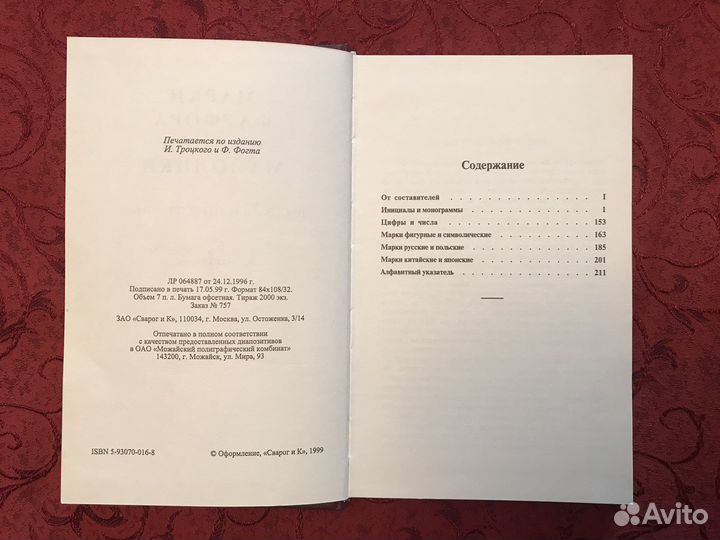 Печатается по изданию
И. Троцкого и Ф. Фогта
ЛР 064887 от 24.12.1996 г.
Подписано в печать 17.05.99 г. Формат 84х108/32.
Объем 7 п. л. Бумага офсетная. Тираж 2000 экз.
Заказ № 757
ЗАО «Сварог и К», 110034, г. Москва, ул. Остоженка, 3/14
Отпечатано в полном соответствии
с качеством предоставленных диапозитивов
в ОАО «Можайский полиграфический комбинат»
143200, г. Можайск, ул. Мира, 93
ISBN 5-93070-016-8
© Оформление, «Сварог и К», 1999
Содержание
От составителей . . . . . . . . . . . . . . I
Инициалы и монограммы . . . . . . . . . . . . 1
Цифры и числа . . . . . . . . . . . . . . 153
Марки фигурные и символические . . . . . . . . . 163
Марки русские и польские . . . . . . . . . . . 185
Марки китайские и японские . . . . . . . . . . 201
Алфавитный указатель . . . . . . . . . . . . 211
Avito